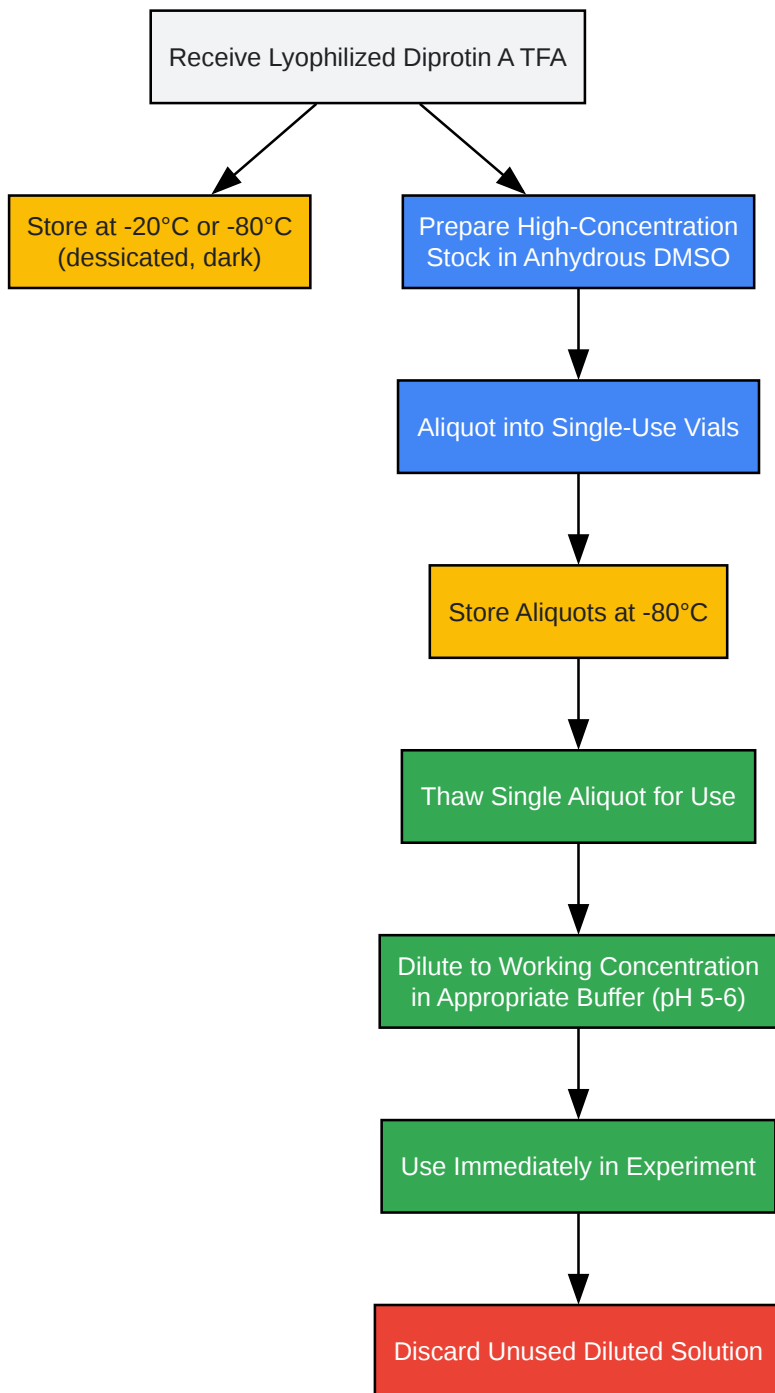 Receive Lyophilized Diprotin A TFA
Store at -20°C or -80°C
(dessicated, dark)
Prepare High-Concentration
Stock in Anhydrous DMSO
Aliquot into Single-Use Vials
Store Aliquots at -80°C
Thaw Single Aliquot for Use
Dilute to Working Concentration
in Appropriate Buffer (pH 5-6)
Use Immediately in Experiment
Discard Unused Diluted Solution